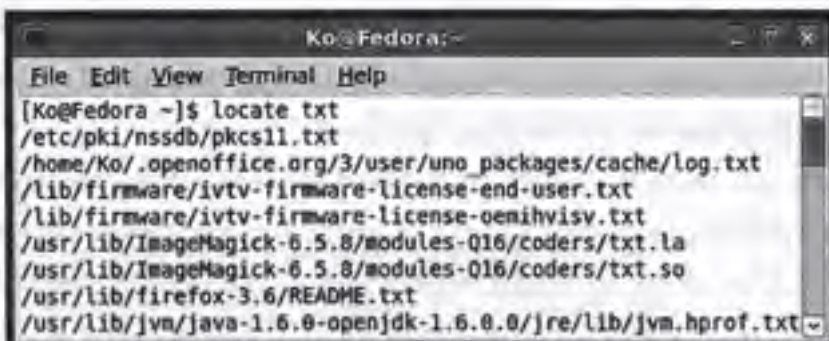 Ko@Fedora:~
File Edit View Terminal Help
[Ko@Fedora ~]$ locate txt
/etc/pki/nssdb/pkcs11.txt
/home/Ko/.openoffice.org/3/user/uno_packages/cache/log.txt
/lib/firmware/ivtv-firmware-license-end-user.txt
/lib/firmware/ivtv-firmware-license-oemihvisv.txt
/usr/lib/ImageMagick-6.5.8/modules-Q16/coders/txt.la
/usr/lib/ImageMagick-6.5.8/modules-Q16/coders/txt.so
/usr/lib/firefox-3.6/README.txt
/usr/lib/jvm/java-1.6.0-openjdk-1.6.0.0/jre/lib/jvm.hprof.txt